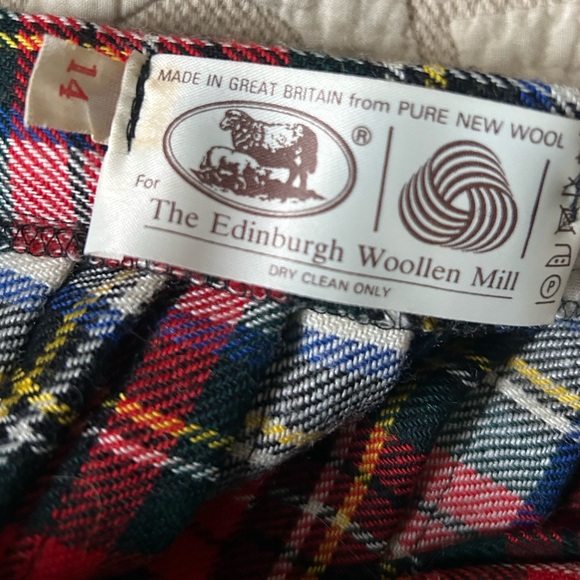 14
MADE IN GREAT BRITAIN from PURE NEW WOOL
®
For
The Edinburgh Woollen Mill
DRY CLEAN ONLY
P